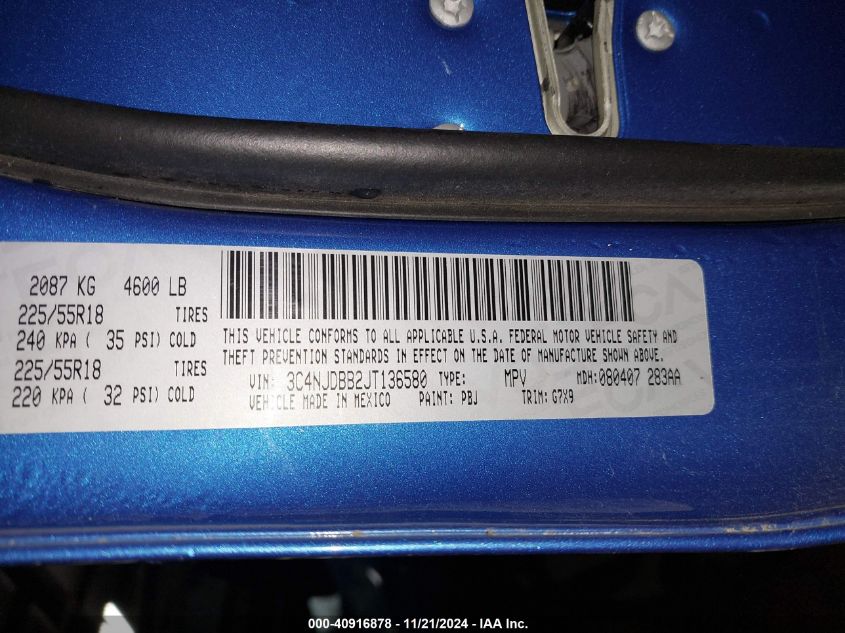 2087 KG 4600 LB
225/55R18 TIRES
240 KPA ( 35 PSI) COLD
225/55R18 TIRES
220 KPA ( 32 PSI) COLD
THIS VEHICLE CONFORMS TO ALL APPLICABLE U.S.A. FEDERAL MOTOR VEHICLE SAFETY AND
THEFT PREVENTION STANDARDS IN EFFECT ON THE DATE OF MANUFACTURE SHOWN ABOVE.
VIN: 3C4NJDBB2JT136580 TYPE: MPV MDH: 080407 283AA
VEHICLE MADE IN MEXICO PAINT: PBJ TRIM: G7X9
000-40916878 - 11/21/2024 - IAA Inc.